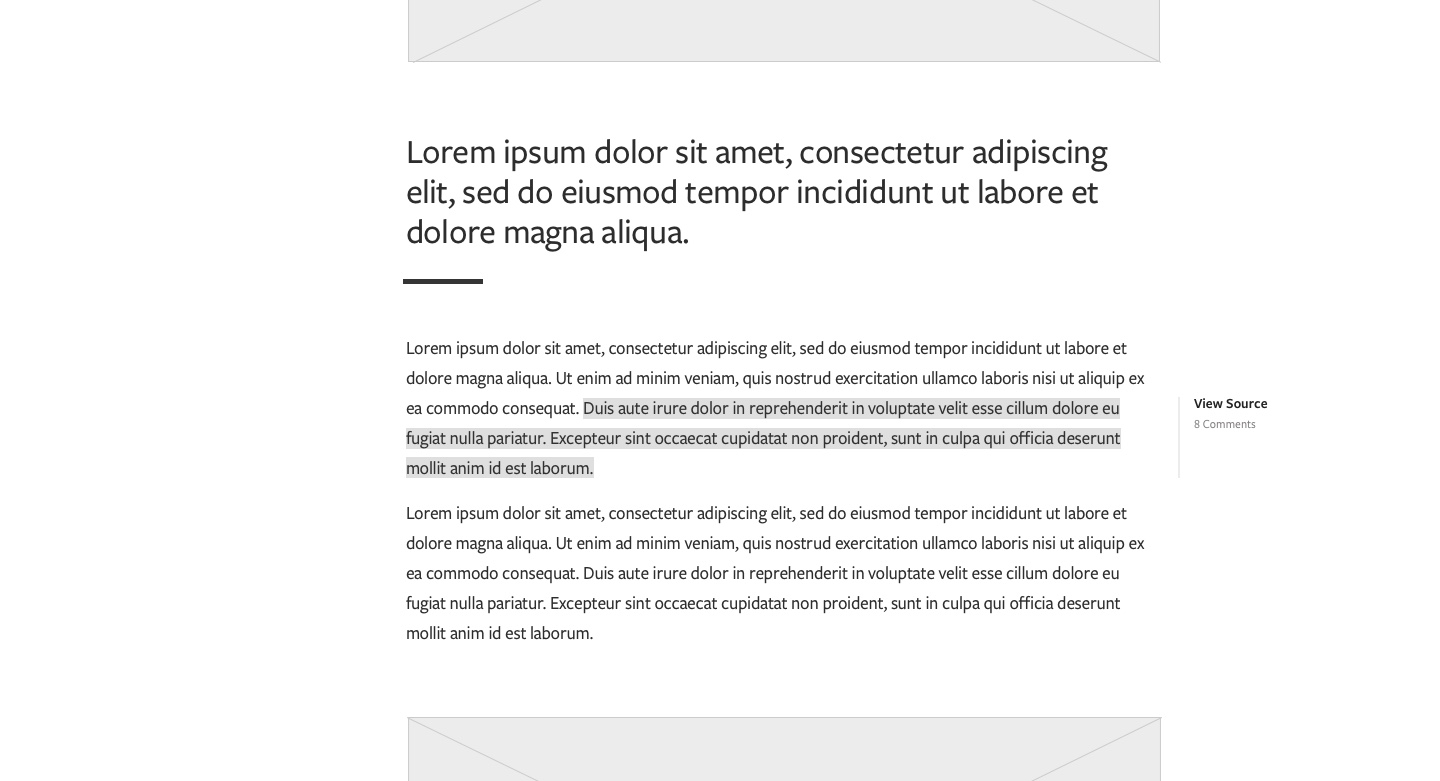 Lorem ipsum dolor sit amet, consectetur adipiscing
elit, sed do eiusmod tempor incididunt ut labore et
dolore magna aliqua.
Lorem ipsum dolor sit amet, consectetur adipiscing elit, sed do eiusmod tempor incididunt ut labore et
dolore magna aliqua. Ut enim ad minim veniam, quis nostrud exercitation ullamco laboris nisi ut aliquip ex
ea commodo consequat. Duis aute irure dolor in reprehenderit in voluptate velit esse cillum dolore eu
fugiat nulla pariatur. Excepteur sint occaecat cupidatat non proident, sunt in culpa qui officia deserunt
mollit anim id est laborum.
View Source
8 Comments
Lorem ipsum dolor sit amet, consectetur adipiscing elit, sed do eiusmod tempor incididunt ut labore et
dolore magna aliqua. Ut enim ad minim veniam, quis nostrud exercitation ullamco laboris nisi ut aliquip ex
ea commodo consequat. Duis aute irure dolor in reprehenderit in voluptate velit esse cillum dolore eu
fugiat nulla pariatur. Excepteur sint occaecat cupidatat non proident, sunt in culpa qui officia deserunt
mollit anim id est laborum.